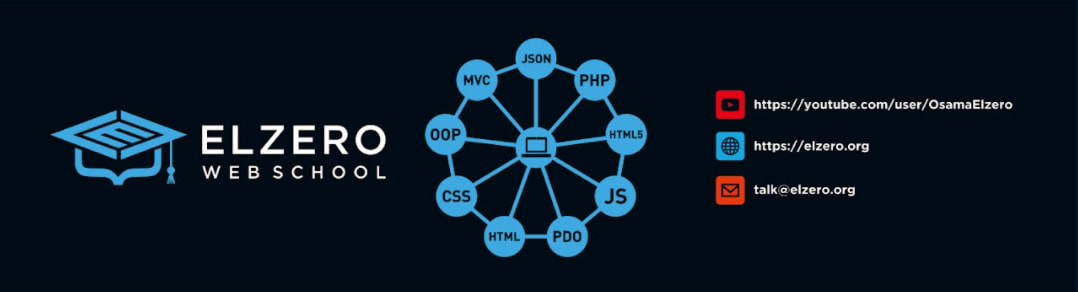 ELZERO
WEB SCHOOL
JSON
MVC
PHP
OOP
HTML5
CSS
JS
HTML
PDO
https://youtube.com/user/OsamaElzero
https://elzero.org
talk@elzero.org